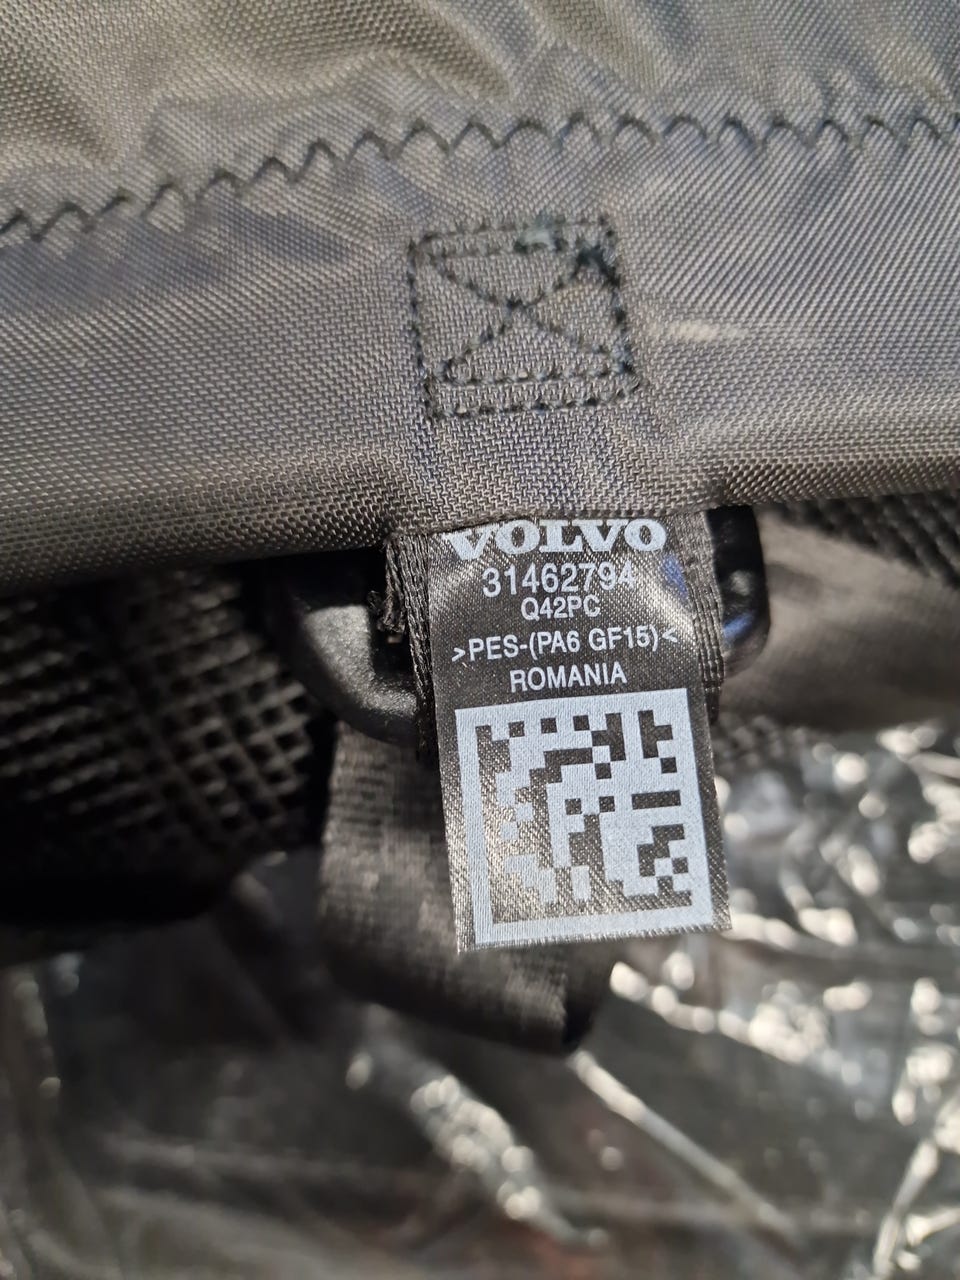 VOLVO
31462794
Q42PC
>PES-(PA6 GF15)<
ROMANIA